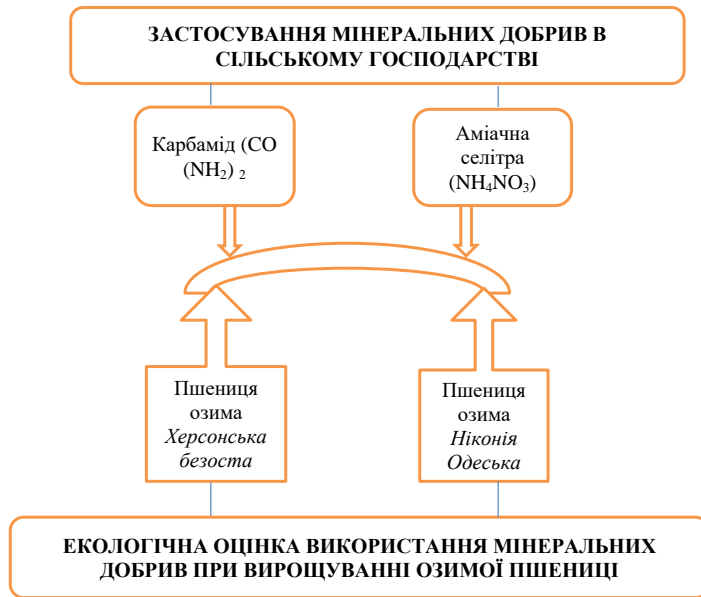 ЗАСТОСУВАННЯ МІНЕРАЛЬНИХ ДОБРИВ В
СІЛЬСЬКОМУ ГОСПОДАРСТВІ
Карбамід (CO
(NH₂) ₂
Аміачна
селітра
(NH₄NO₃)
Пшениця
озима
Херсонська
безоста
Пшениця
озима
Ніконія
Одеська
ЕКОЛОГІЧНА ОЦІНКА ВИКОРИСТАННЯ МІНЕРАЛЬНИХ
ДОБРИВ ПРИ ВИРОЩУВАННІ ОЗИМОЇ ПШЕНИЦІ